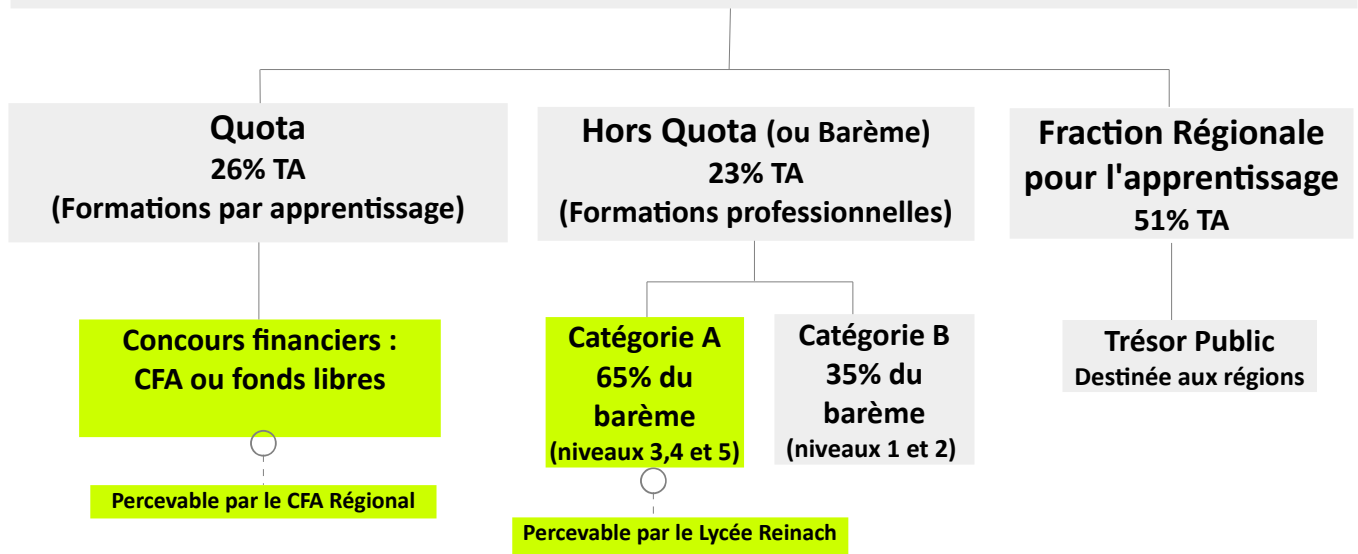 Quota
26% TA
(Formations par apprentissage)
Hors Quota (ou Barème)
23% TA
(Formations professionnelles)
Fraction Régionale
pour l'apprentissage
51% TA
Concours financiers :
CFA ou fonds libres
Percevable par le CFA Régional
Catégorie A
65% du
barème
(niveaux 3,4 et 5)
Percevable par le Lycée Reinach
Catégorie B
35% du
barème
(niveaux 1 et 2)
Trésor Public
Destinée aux régions